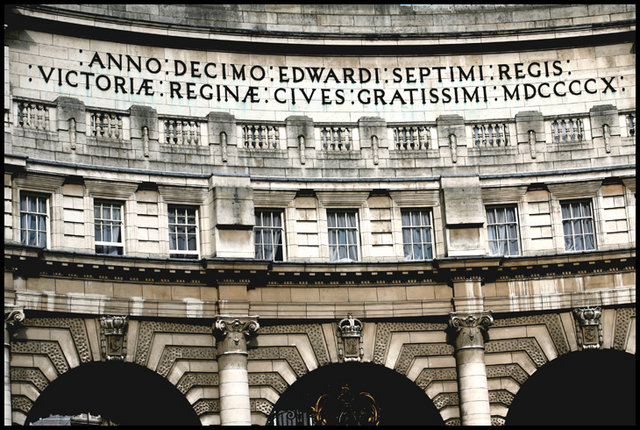 : ANNO : DECIMO : EDWARDI : SEPTIMI : REGIS :
: VICTORIÆ : REGINÆ : CIVES : GRATISSIMI : MDCCCCX :